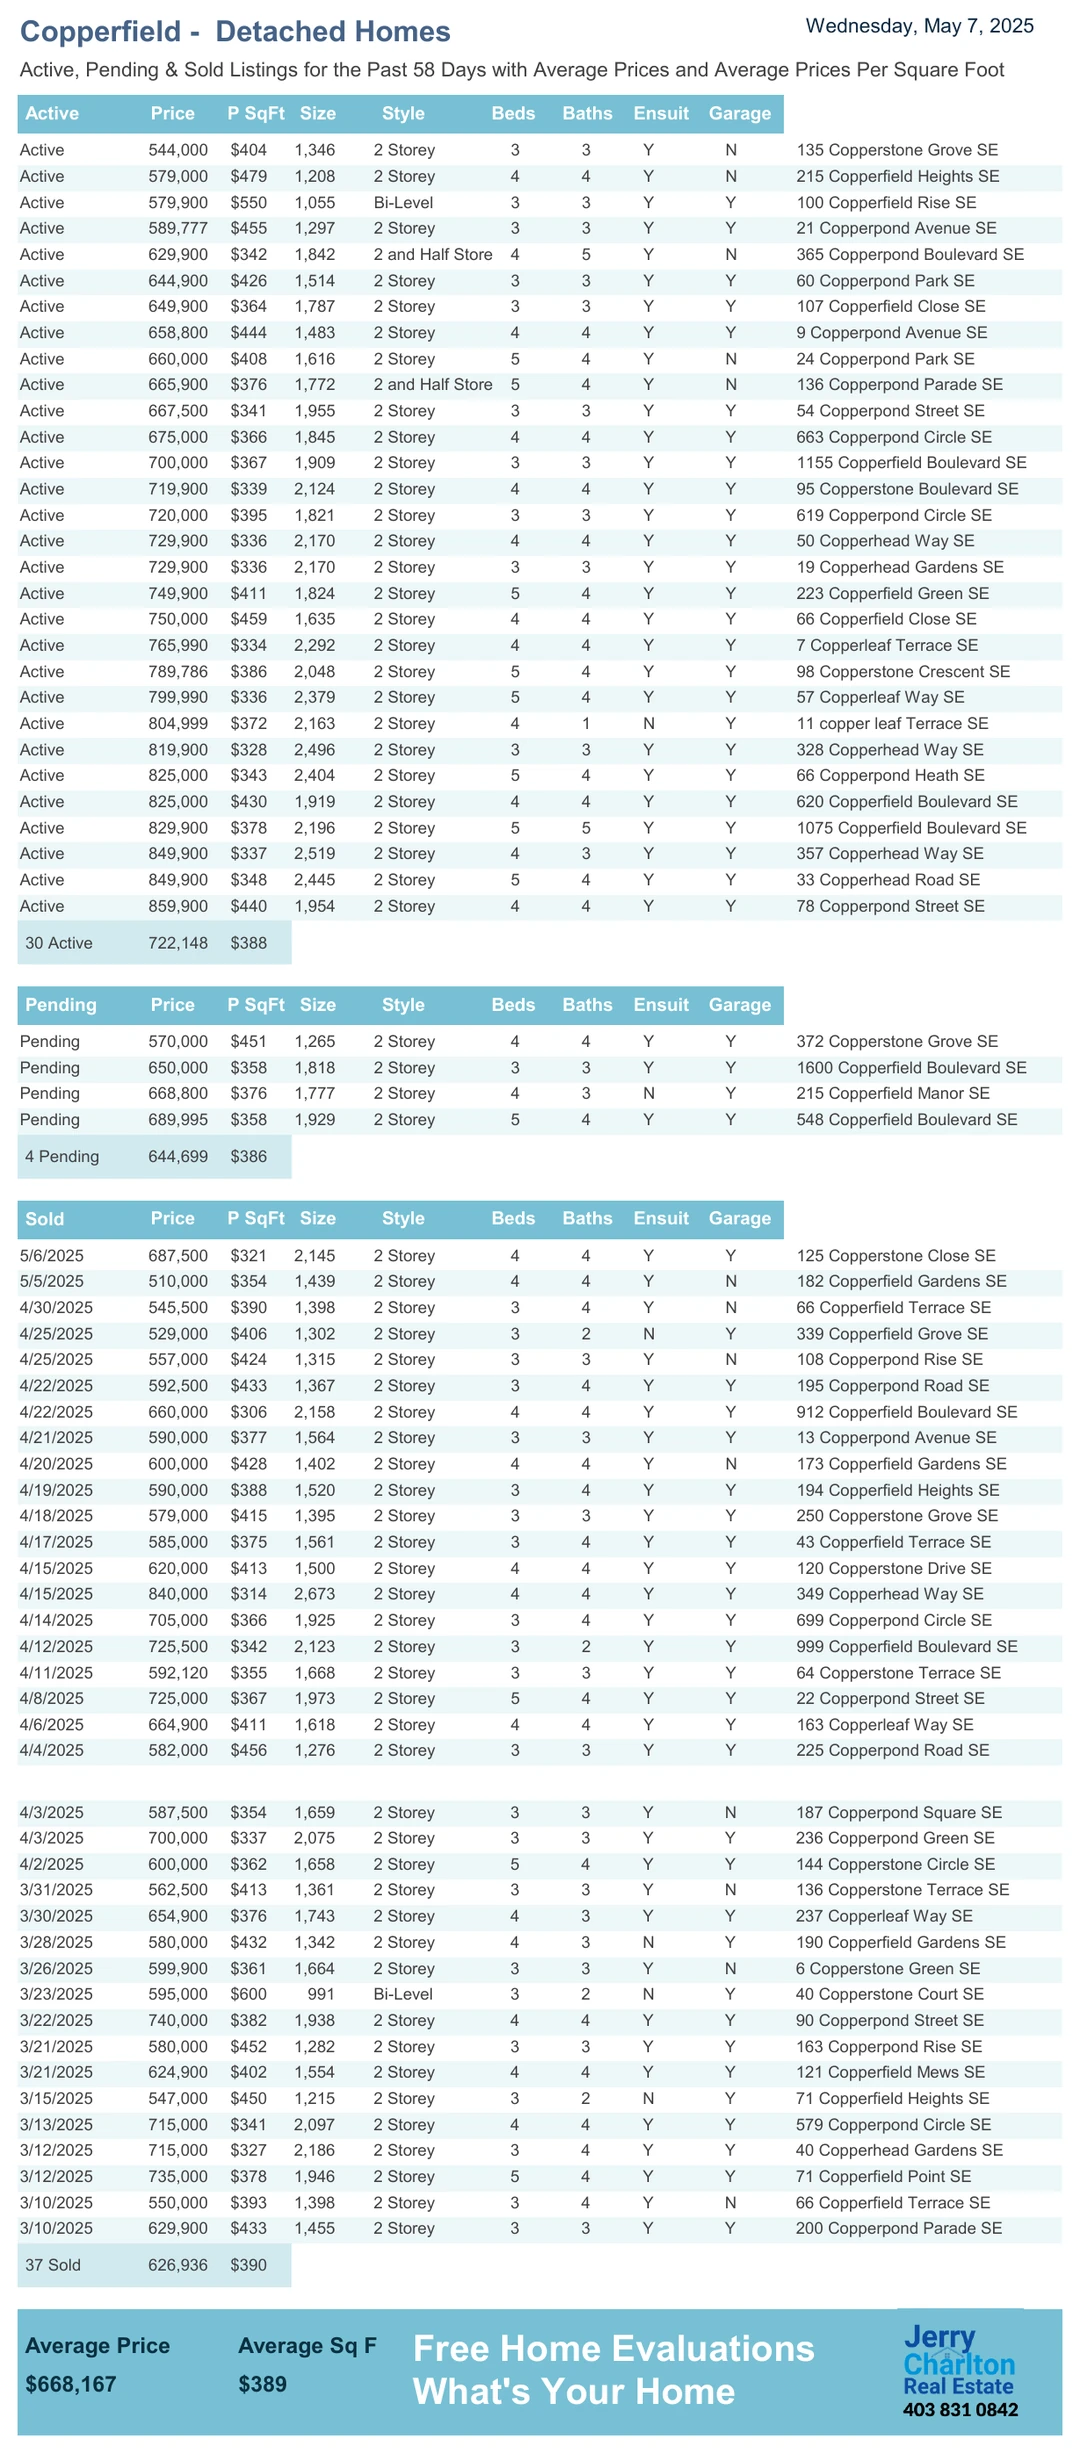 Copperfield - Detached Homes
Wednesday, May 7, 2025
Active, Pending & Sold Listings for the Past 58 Days with Average Prices and Average Prices Per Square Foot
Active Price P SqFt Size Style Beds Baths Ensuit Garage
Active 544,000 $404 1,346 2 Storey 3 3 Y N 135 Copperstone Grove SE
Active 579,000 $479 1,208 2 Storey 4 4 Y N 215 Copperfield Heights SE
Active 579,900 $550 1,055 Bi-Level 3 3 Y Y 100 Copperfield Rise SE
Active 589,777 $455 1,297 2 Storey 3 3 Y Y 21 Copperpond Avenue SE
Active 629,900 $342 1,842 2 and Half Store 4 5 Y N 365 Copperpond Boulevard SE
Active 644,900 $426 1,514 2 Storey 3 3 Y Y 60 Copperpond Park SE
Active 649,900 $364 1,787 2 Storey 3 3 Y Y 107 Copperfield Close SE
Active 658,800 $444 1,483 2 Storey 4 4 Y Y 9 Copperpond Avenue SE
Active 660,000 $408 1,616 2 Storey 5 4 Y N 24 Copperpond Park SE
Active 665,900 $376 1,772 2 and Half Store 5 4 Y N 136 Copperpond Parade SE
Active 667,500 $341 1,955 2 Storey 3 3 Y Y 54 Copperpond Street SE
Active 675,000 $366 1,845 2 Storey 4 4 Y Y 663 Copperpond Circle SE
Active 700,000 $367 1,909 2 Storey 3 3 Y Y 1155 Copperfield Boulevard SE
Active 719,900 $339 2,124 2 Storey 4 4 Y Y 95 Copperstone Boulevard SE
Active 720,000 $395 1,821 2 Storey 3 3 Y Y 619 Copperpond Circle SE
Active 729,900 $336 2,170 2 Storey 4 4 Y Y 50 Copperhead Way SE
Active 729,900 $336 2,170 2 Storey 3 3 Y Y 19 Copperhead Gardens SE
Active 749,900 $411 1,824 2 Storey 5 4 Y Y 223 Copperfield Green SE
Active 750,000 $459 1,635 2 Storey 4 4 Y Y 66 Copperfield Close SE
Active 765,990 $334 2,292 2 Storey 4 4 Y Y 7 Copperleaf Terrace SE
Active 789,786 $386 2,048 2 Storey 5 4 Y Y 98 Copperstone Crescent SE
Active 799,990 $336 2,379 2 Storey 5 4 Y Y 57 Copperleaf Way SE
Active 804,999 $372 2,163 2 Storey 4 1 N Y 11 copper leaf Terrace SE
Active 819,900 $328 2,496 2 Storey 3 3 Y Y 328 Copperhead Way SE
Active 825,000 $343 2,404 2 Storey 5 4 Y Y 66 Copperpond Heath SE
Active 825,000 $430 1,919 2 Storey 4 4 Y Y 620 Copperfield Boulevard SE
Active 829,900 $378 2,196 2 Storey 5 5 Y Y 1075 Copperfield Boulevard SE
Active 849,900 $337 2,519 2 Storey 4 3 Y Y 357 Copperhead Way SE
Active 849,900 $348 2,445 2 Storey 5 4 Y Y 33 Copperhead Road SE
Active 859,900 $440 1,954 2 Storey 4 4 Y Y 78 Copperpond Street SE
30 Active 722,148 $388
Pending Price P SqFt Size Style Beds Baths Ensuit Garage
Pending 570,000 $451 1,265 2 Storey 4 4 Y Y 372 Copperstone Grove SE
Pending 650,000 $358 1,818 2 Storey 3 3 Y Y 1600 Copperfield Boulevard SE
Pending 668,800 $376 1,777 2 Storey 4 3 N Y 215 Copperfield Manor SE
Pending 689,995 $358 1,929 2 Storey 5 4 Y Y 548 Copperfield Boulevard SE
4 Pending 644,699 $386
Sold Price P SqFt Size Style Beds Baths Ensuit Garage
5/6/2025 687,500 $321 2,145 2 Storey 4 4 Y Y 125 Copperstone Close SE
5/5/2025 510,000 $354 1,439 2 Storey 4 4 Y N 182 Copperfield Gardens SE
4/30/2025 545,500 $390 1,398 2 Storey 3 4 Y N 66 Copperfield Terrace SE
4/25/2025 529,000 $406 1,302 2 Storey 3 2 N Y 339 Copperfield Grove SE
4/25/2025 557,000 $424 1,315 2 Storey 3 3 Y N 108 Copperpond Rise SE
4/22/2025 592,500 $433 1,367 2 Storey 3 4 Y Y 195 Copperpond Road SE
4/22/2025 660,000 $306 2,158 2 Storey 4 4 Y Y 912 Copperfield Boulevard SE
4/21/2025 590,000 $377 1,564 2 Storey 3 3 Y Y 13 Copperpond Avenue SE
4/20/2025 600,000 $428 1,402 2 Storey 4 4 Y N 173 Copperfield Gardens SE
4/19/2025 590,000 $388 1,520 2 Storey 3 4 Y Y 194 Copperfield Heights SE
4/18/2025 579,000 $415 1,395 2 Storey 3 3 Y Y 250 Copperstone Grove SE
4/17/2025 585,000 $375 1,561 2 Storey 3 4 Y Y 43 Copperfield Terrace SE
4/15/2025 620,000 $413 1,500 2 Storey 4 4 Y Y 120 Copperstone Drive SE
4/15/2025 840,000 $314 2,673 2 Storey 4 4 Y Y 349 Copperhead Way SE
4/14/2025 705,000 $366 1,925 2 Storey 3 4 Y Y 699 Copperpond Circle SE
4/12/2025 725,500 $342 2,123 2 Storey 3 2 Y Y 999 Copperfield Boulevard SE
4/11/2025 592,120 $355 1,668 2 Storey 3 3 Y Y 64 Copperstone Terrace SE
4/8/2025 725,000 $367 1,973 2 Storey 5 4 Y Y 22 Copperpond Street SE
4/6/2025 664,900 $411 1,618 2 Storey 4 4 Y Y 163 Copperleaf Way SE
4/4/2025 582,000 $456 1,276 2 Storey 3 3 Y Y 225 Copperpond Road SE
4/3/2025 587,500 $354 1,659 2 Storey 3 3 Y N 187 Copperpond Square SE
4/3/2025 700,000 $337 2,075 2 Storey 3 3 Y Y 236 Copperpond Green SE
4/2/2025 600,000 $362 1,658 2 Storey 5 4 Y Y 144 Copperstone Circle SE
3/31/2025 562,500 $413 1,361 2 Storey 3 3 Y N 136 Copperstone Terrace SE
3/30/2025 654,900 $376 1,743 2 Storey 4 3 Y Y 237 Copperleaf Way SE
3/28/2025 580,000 $432 1,342 2 Storey 4 3 N Y 190 Copperfield Gardens SE
3/26/2025 599,900 $361 1,664 2 Storey 3 3 Y N 6 Copperstone Green SE
3/23/2025 595,000 $600 991 Bi-Level 3 2 N Y 40 Copperstone Court SE
3/22/2025 740,000 $382 1,938 2 Storey 4 4 Y Y 90 Copperpond Street SE
3/21/2025 580,000 $452 1,282 2 Storey 3 3 Y Y 163 Copperpond Rise SE
3/21/2025 624,900 $402 1,554 2 Storey 4 4 Y Y 121 Copperfield Mews SE
3/15/2025 547,000 $450 1,215 2 Storey 3 2 N Y 71 Copperfield Heights SE
3/13/2025 715,000 $341 2,097 2 Storey 4 4 Y Y 579 Copperpond Circle SE
3/12/2025 715,000 $327 2,186 2 Storey 3 4 Y Y 40 Copperhead Gardens SE
3/12/2025 735,000 $378 1,946 2 Storey 5 4 Y Y 71 Copperfield Point SE
3/10/2025 550,000 $393 1,398 2 Storey 3 4 Y N 66 Copperfield Terrace SE
3/10/2025 629,900 $433 1,455 2 Storey 3 3 Y Y 200 Copperpond Parade SE
37 Sold 626,936 $390
Average Price Average Sq F
$668,167 $389
Free Home Evaluations
What's Your Home
Jerry
Charlton
Real Estate
403 831 0842